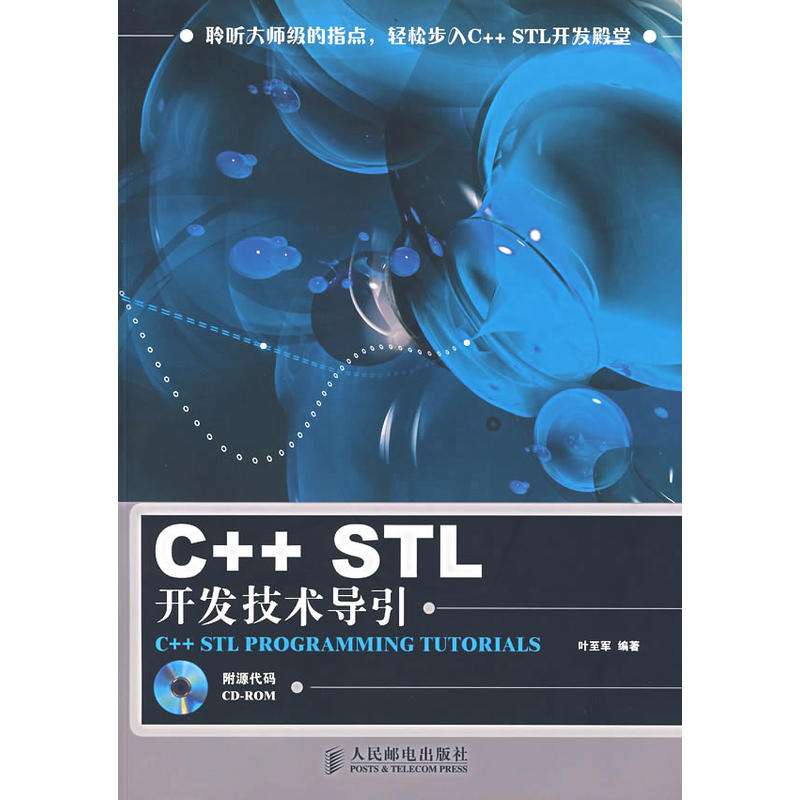 聆听大师级的指点，轻松步入C++ STL开发殿堂
C++ STL
开发技术导引
C++ STL PROGRAMMING TUTORIALS
叶至军 编著
附源代码
CD-ROM
人民邮电出版社
POSTS & TELECOM PRESS